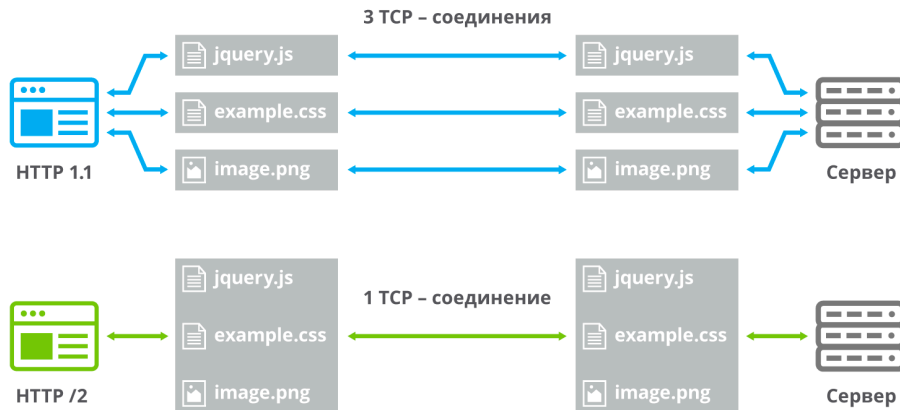 3 TCP – соединения
jquery.js
jquery.js
example.css
example.css
image.png
image.png
HTTP 1.1
Сервер
jquery.js
jquery.js
1 TCP – соединение
example.css
example.css
image.png
image.png
HTTP /2
Сервер